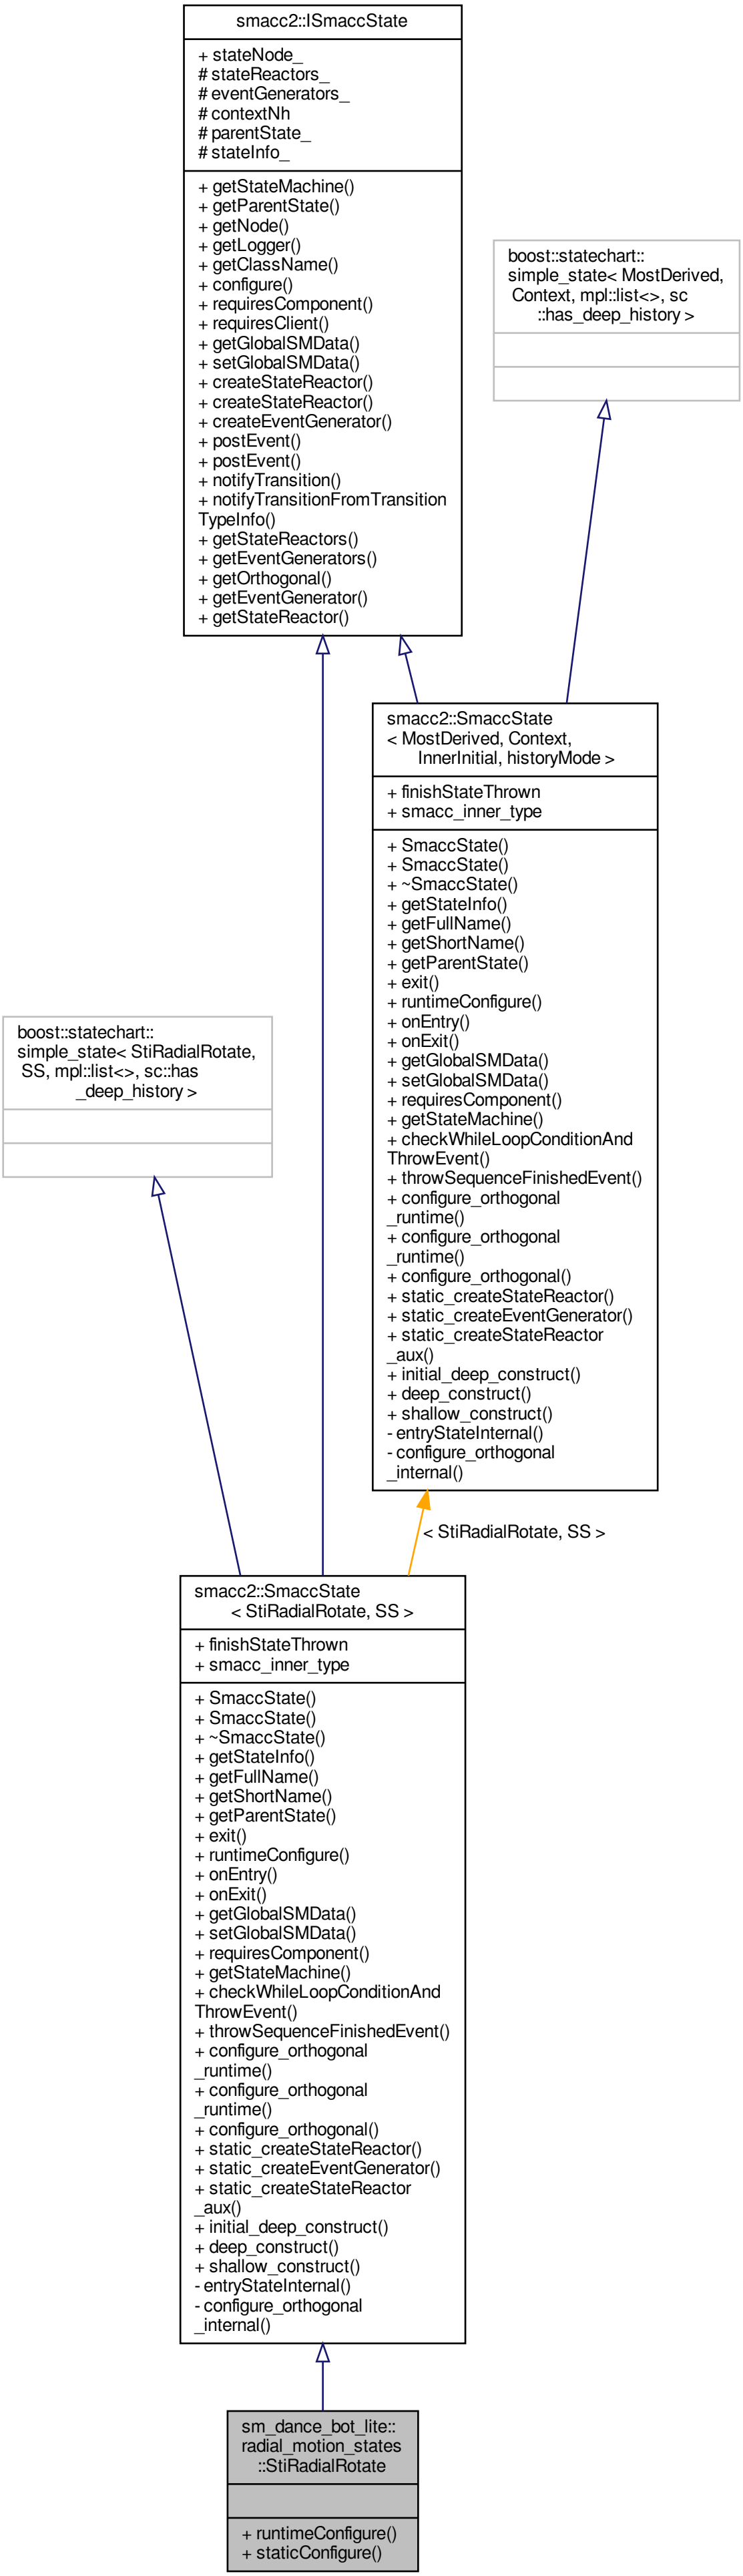 smacc2::ISmaccState
+ stateNode_
# stateReactors_
# eventGenerators_
# contextNh
# parentState_
# stateInfo_
+ getStateMachine()
+ getParentState()
+ getNode()
+ getLogger()
+ getClassName()
+ configure()
+ requiresComponent()
+ requiresClient()
+ getGlobalSMData()
+ setGlobalSMData()
+ createStateReactor()
+ createStateReactor()
+ createEventGenerator()
+ postEvent()
+ postEvent()
+ notifyTransition()
+ notifyTransitionFromTransition
TypeInfo()
+ getStateReactors()
+ getEventGenerators()
+ getOrthogonal()
+ getEventGenerator()
+ getStateReactor()
boost::statechart::
simple_state< MostDerived,
Context, mpl::list<>, sc
::has_deep_history >
smacc2::SmaccState
< MostDerived, Context,
InnerInitial, historyMode >
+ finishStateThrown
+ smacc_inner_type
+ SmaccState()
+ SmaccState()
+ ~SmaccState()
+ getStateInfo()
+ getFullName()
+ getShortName()
+ getParentState()
+ exit()
+ runtimeConfigure()
+ onEntry()
+ onExit()
+ getGlobalSMData()
+ setGlobalSMData()
+ requiresComponent()
+ getStateMachine()
+ checkWhileLoopConditionAnd
ThrowEvent()
+ throwSequenceFinishedEvent()
+ configure_orthogonal
_runtime()
+ configure_orthogonal
_runtime()
+ configure_orthogonal()
+ static_createStateReactor()
+ static_createEventGenerator()
+ static_createStateReactor
_aux()
+ initial_deep_construct()
+ deep_construct()
+ shallow_construct()
- entryStateInternal()
- configure_orthogonal
_internal()
boost::statechart::
simple_state< StiRadialRotate,
SS, mpl::list<>, sc::has
_deep_history >
< StiRadialRotate, SS >
smacc2::SmaccState
< StiRadialRotate, SS >
+ finishStateThrown
+ smacc_inner_type
+ SmaccState()
+ SmaccState()
+ ~SmaccState()
+ getStateInfo()
+ getFullName()
+ getShortName()
+ getParentState()
+ exit()
+ runtimeConfigure()
+ onEntry()
+ onExit()
+ getGlobalSMData()
+ setGlobalSMData()
+ requiresComponent()
+ getStateMachine()
+ checkWhileLoopConditionAnd
ThrowEvent()
+ throwSequenceFinishedEvent()
+ configure_orthogonal
_runtime()
+ configure_orthogonal
_runtime()
+ configure_orthogonal()
+ static_createStateReactor()
+ static_createEventGenerator()
+ static_createStateReactor
_aux()
+ initial_deep_construct()
+ deep_construct()
+ shallow_construct()
- entryStateInternal()
- configure_orthogonal
_internal()
sm_dance_bot_lite::
radial_motion_states
::StiRadialRotate
+ runtimeConfigure()
+ staticConfigure()